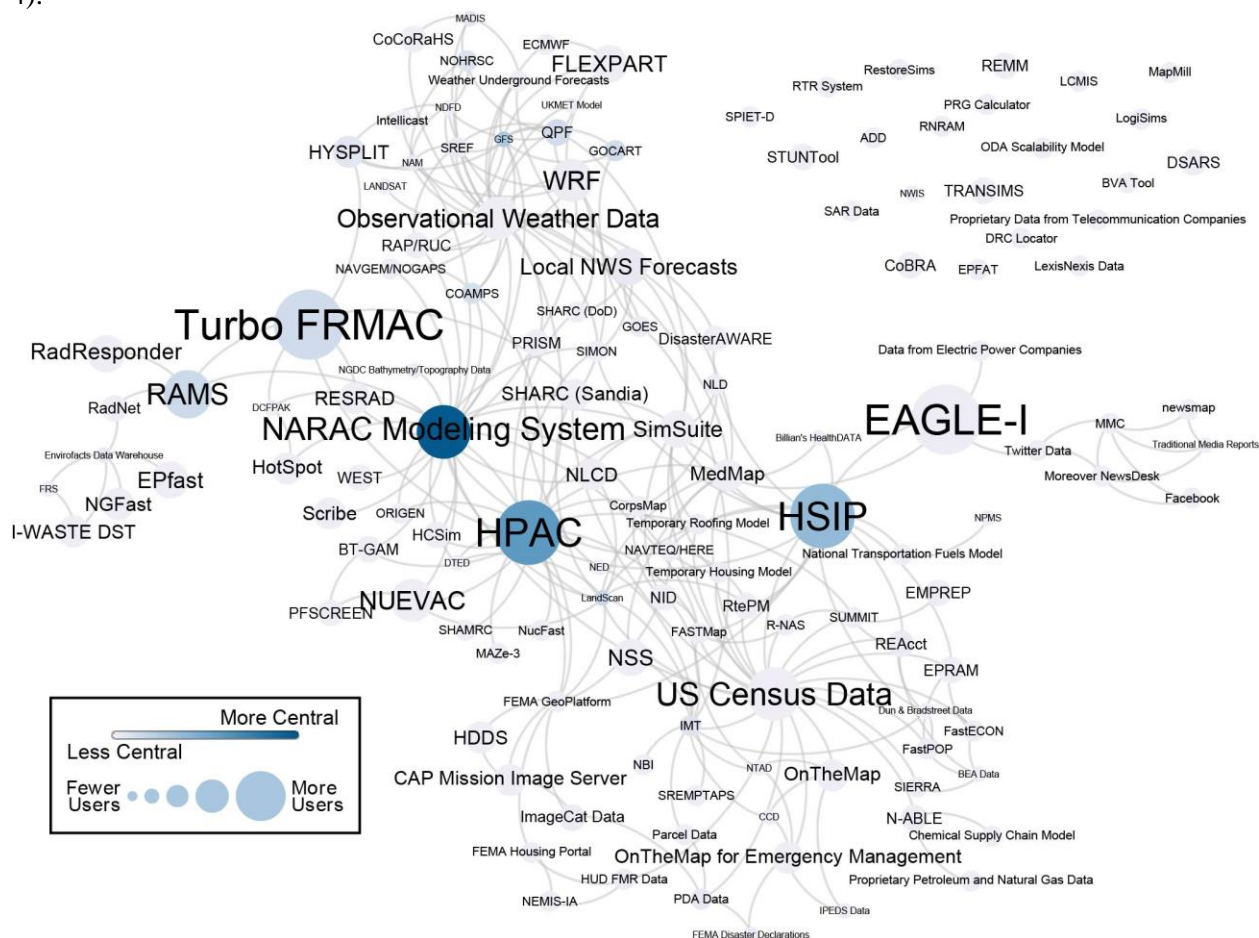 4).
MADIS
CoCoRaHS
ECMWF
NOHRSC
FLEXPART
Weather Underground Forecasts
RestoreSims
REMM
MapMill
RTR System
LCMIS
NDFD
UKMET Model
PRG Calculator
SPIET-D
Intellicast
LogiSims
RNRAM
QPF
ADD
GFS
SREF
GOCART
ODA Scalability Model
HYSPLIT
STUNTool
NAM
DSARS
WRF
LANDSAT
BVA Tool
NWIS
TRANSIMS
SAR Data
Observational Weather Data
Proprietary Data from Telecommunication Companies
DRC Locator
RAP/RUC
NAVGEM/NOGAPS
Local NWS Forecasts
CoBRA
EPFAT
LexisNexis Data
COAMPS
SHARC (DoD)
Turbo FRMAC
GOES
DisasterAWARE
PRISM
SIMON
RadResponder
Data from Electric Power Companies
NGDC Bathymetry/Topography Data
NLD
RAMS
RESRAD
SHARC (Sandia)
RadNet
DCFPAK
newsmap
EAGLE-I
MMC
NARAC Modeling System
SimSuite
Billian's HealthDATA
Traditional Media Reports
Twitter Data
Envirofacts Data Warehouse
HotSpot
NLCD
MedMap
Moreover NewsDesk
EPfast
WEST
FRS
Facebook
NGFast
CorpsMap
Scribe
ORIGEN
HSIP
NPMS
Temporary Roofing Model
I-WASTE DST
HPAC
HCSim
BT-GAM
NAVTEQ/HERE
National Transportation Fuels Model
DTED
NED
Temporary Housing Model
EMPREP
LandScan
NID
NUEVAC
RtePM
PFSCREEN
SUMMIT
R-NAS
SHAMRC
NucFast
FASTMap
REAcct
MAZe-3
NSS
EPRAM
US Census Data
FEMA GeoPlatform
Dun & Bradstreet Data
More Central
IMT
FastECON
HDDS
FastPOP
Less Central
NBI
NTAD
OnTheMap
BEA Data
CAP Mission Image Server
SIERRA
Fewer
Users
More
Users
SREMPTAPS
ImageCat Data
CCD
N-ABLE
Parcel Data
Chemical Supply Chain Model
FEMA Housing Portal
OnTheMap for Emergency Management
HUD FMR Data
Proprietary Petroleum and Natural Gas Data
NEMIS-IA
PDA Data
IPEDS Data
FEMA Disaster Declarations